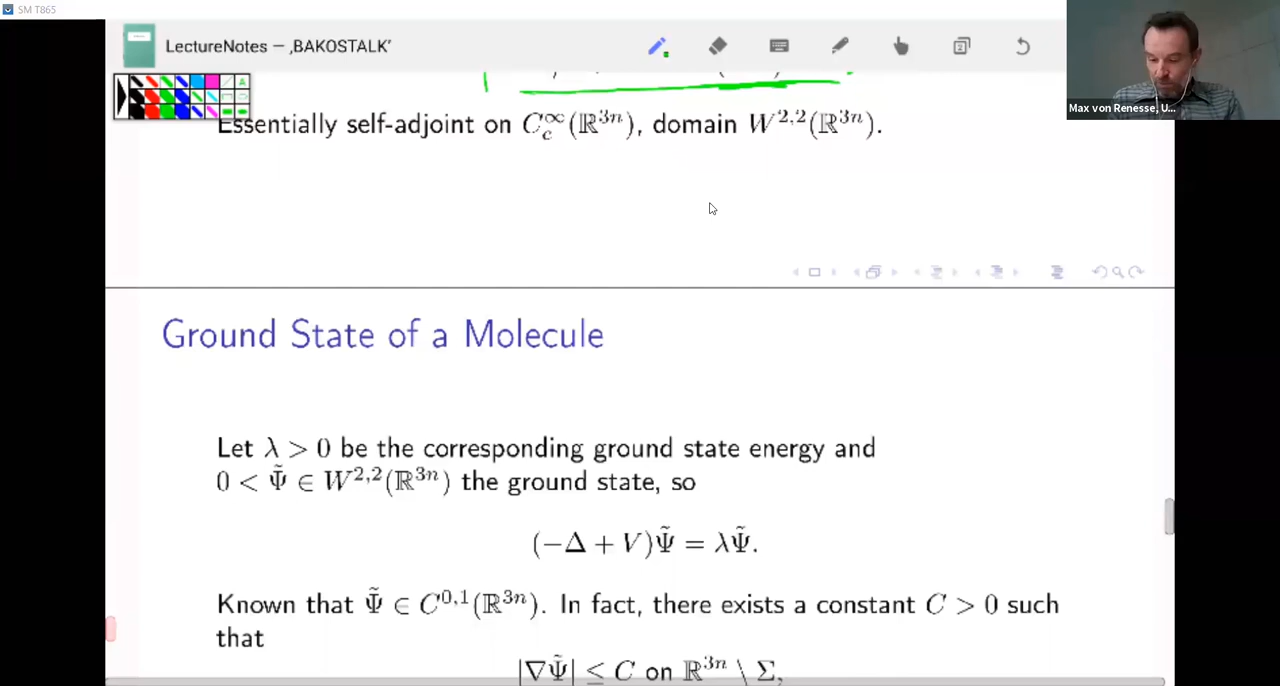 SM T865
LectureNotes – ‚BAKOSTALK’
Max von Renesse, U...
Essentially self-adjoint on $C_c^\infty(\mathbb{R}^{3n})$, domain $W^{2,2}(\mathbb{R}^{3n})$.
Ground State of a Molecule
Let $\lambda > 0$ be the corresponding ground state energy and
$0 < \tilde{\Psi} \in W^{2,2}(\mathbb{R}^{3n})$ the ground state, so
$(-\Delta + V)\tilde{\Psi} = \lambda\tilde{\Psi}.$
Known that $\tilde{\Psi} \in C^{0,1}(\mathbb{R}^{3n})$. In fact, there exists a constant $C > 0$ such
that
$|\nabla\tilde{\Psi}| \leq C$ on $\mathbb{R}^{3n} \setminus \Sigma,$